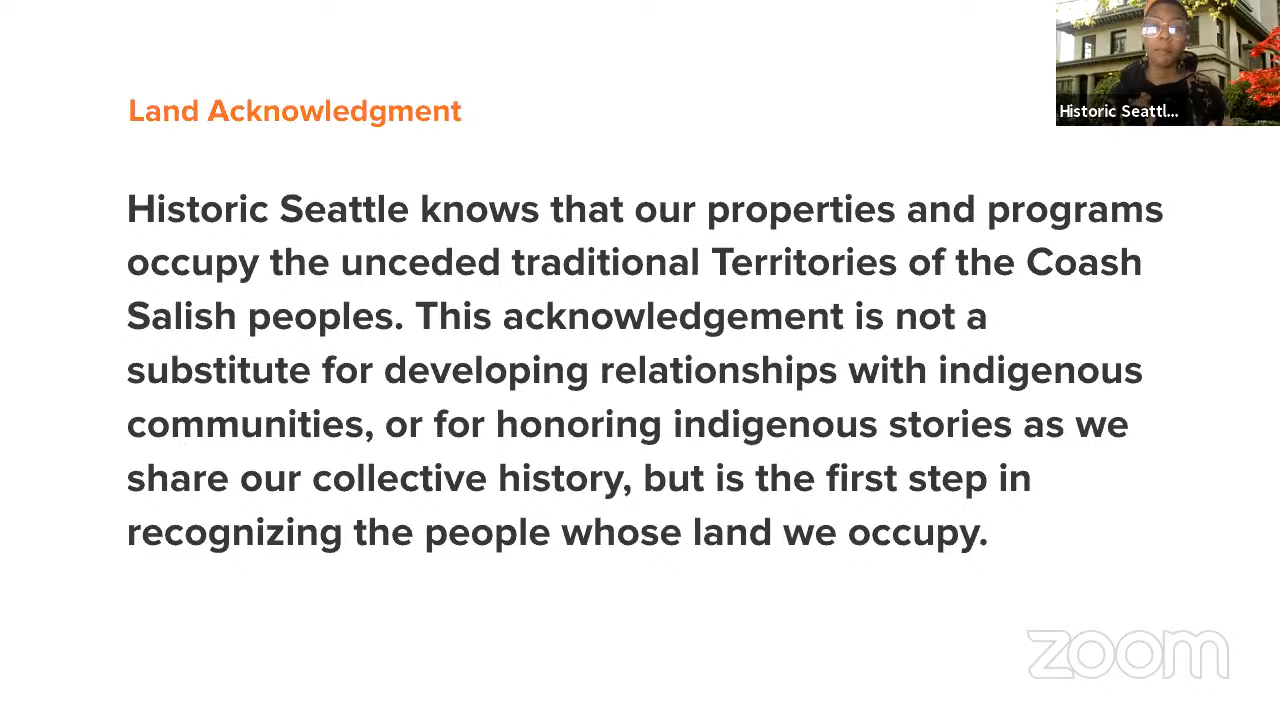 Land Acknowledgment
Historic Seattl...
Historic Seattle knows that our properties and programs
occupy the unceded traditional Territories of the Coash
Salish peoples. This acknowledgement is not a
substitute for developing relationships with indigenous
communities, or for honoring indigenous stories as we
share our collective history, but is the first step in
recognizing the people whose land we occupy.
zoom